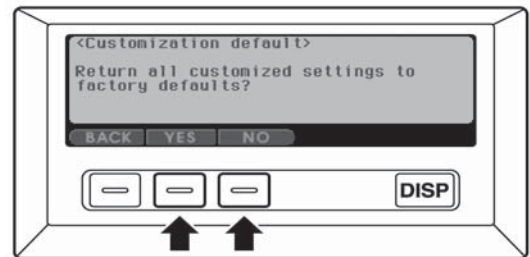 <Customization default>
Return all customized settings to
factory defaults?
BACK YES NO
DISP